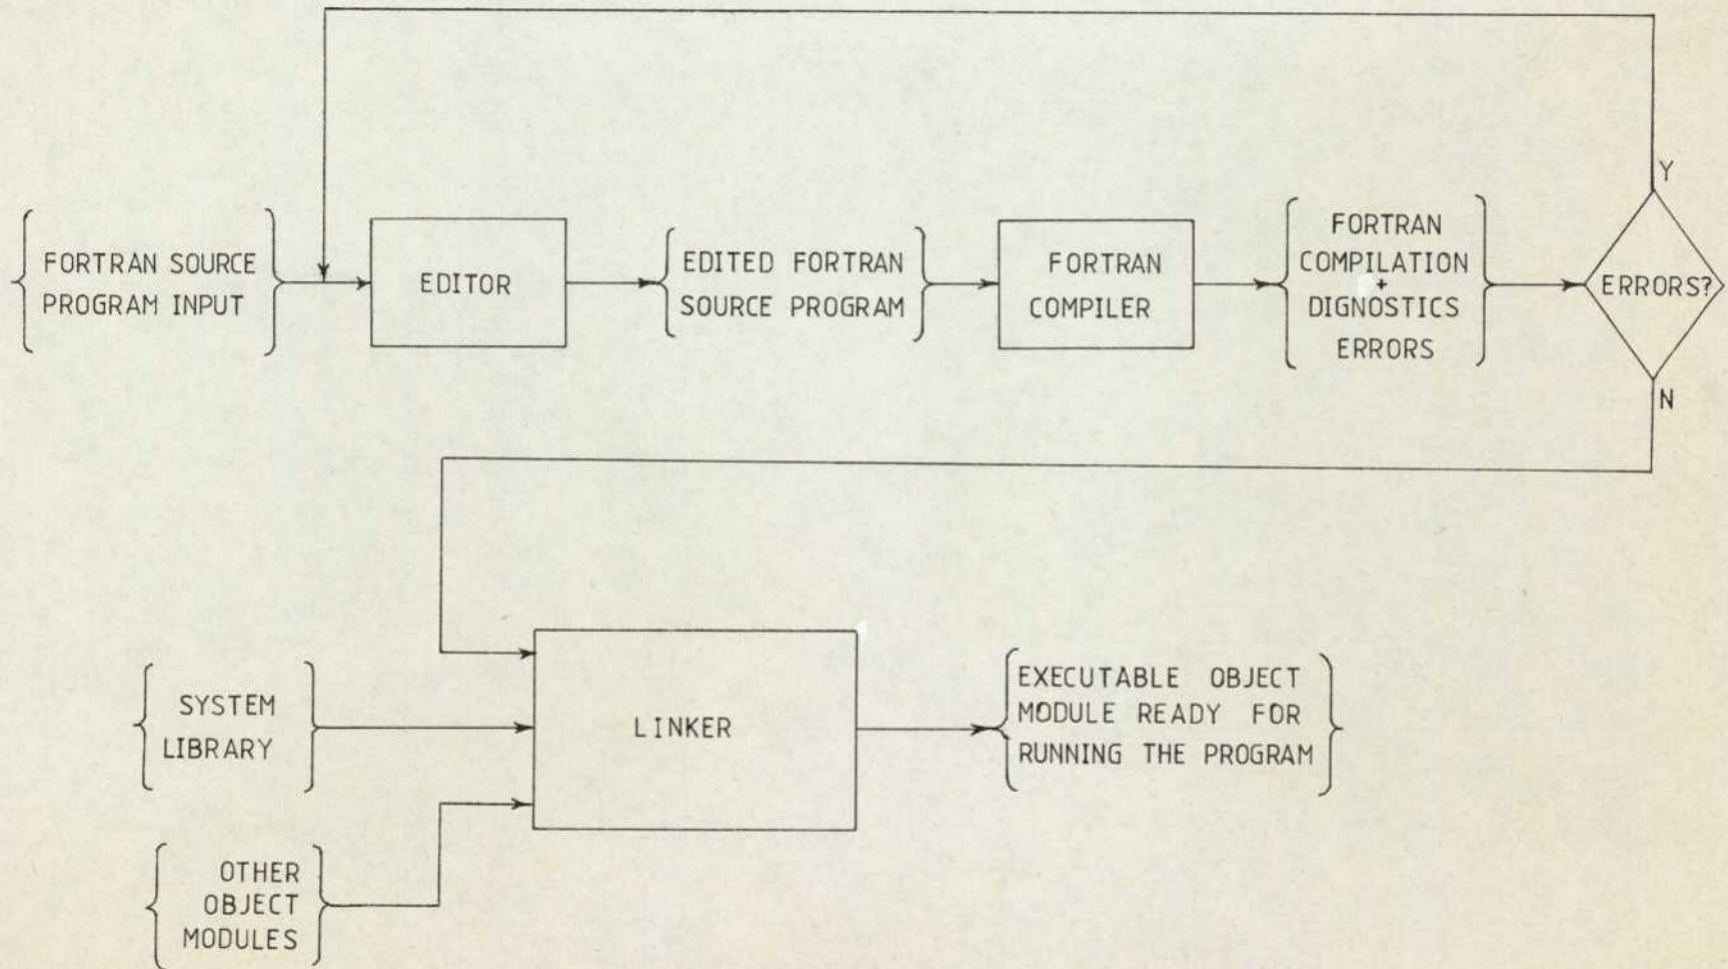 Y
FORTRAN SOURCE
PROGRAM INPUT
EDITOR
EDITED FORTRAN
SOURCE PROGRAM
FORTRAN
COMPILER
FORTRAN
COMPILATION
+
DIGNOSTICS
ERRORS
ERRORS?
N
SYSTEM
LIBRARY
LINKER
EXECUTABLE OBJECT
MODULE READY FOR
RUNNING THE PROGRAM
OTHER
OBJECT
MODULES